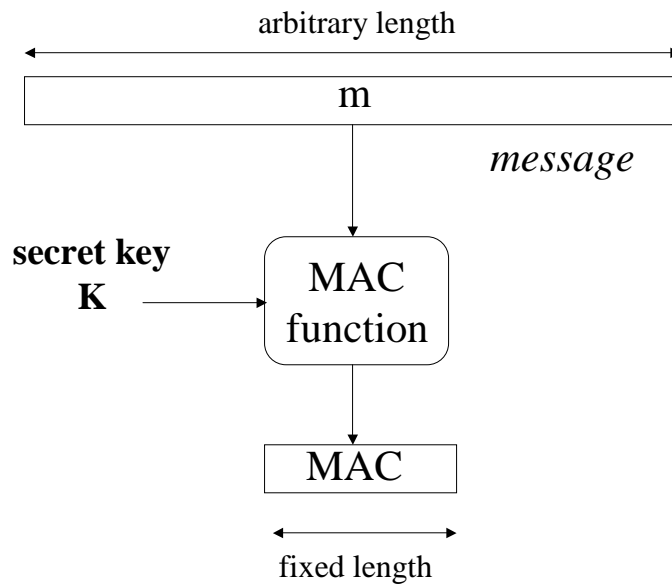 arbitrary length
m
message
secret key
K
MAC
function
MAC
fixed length